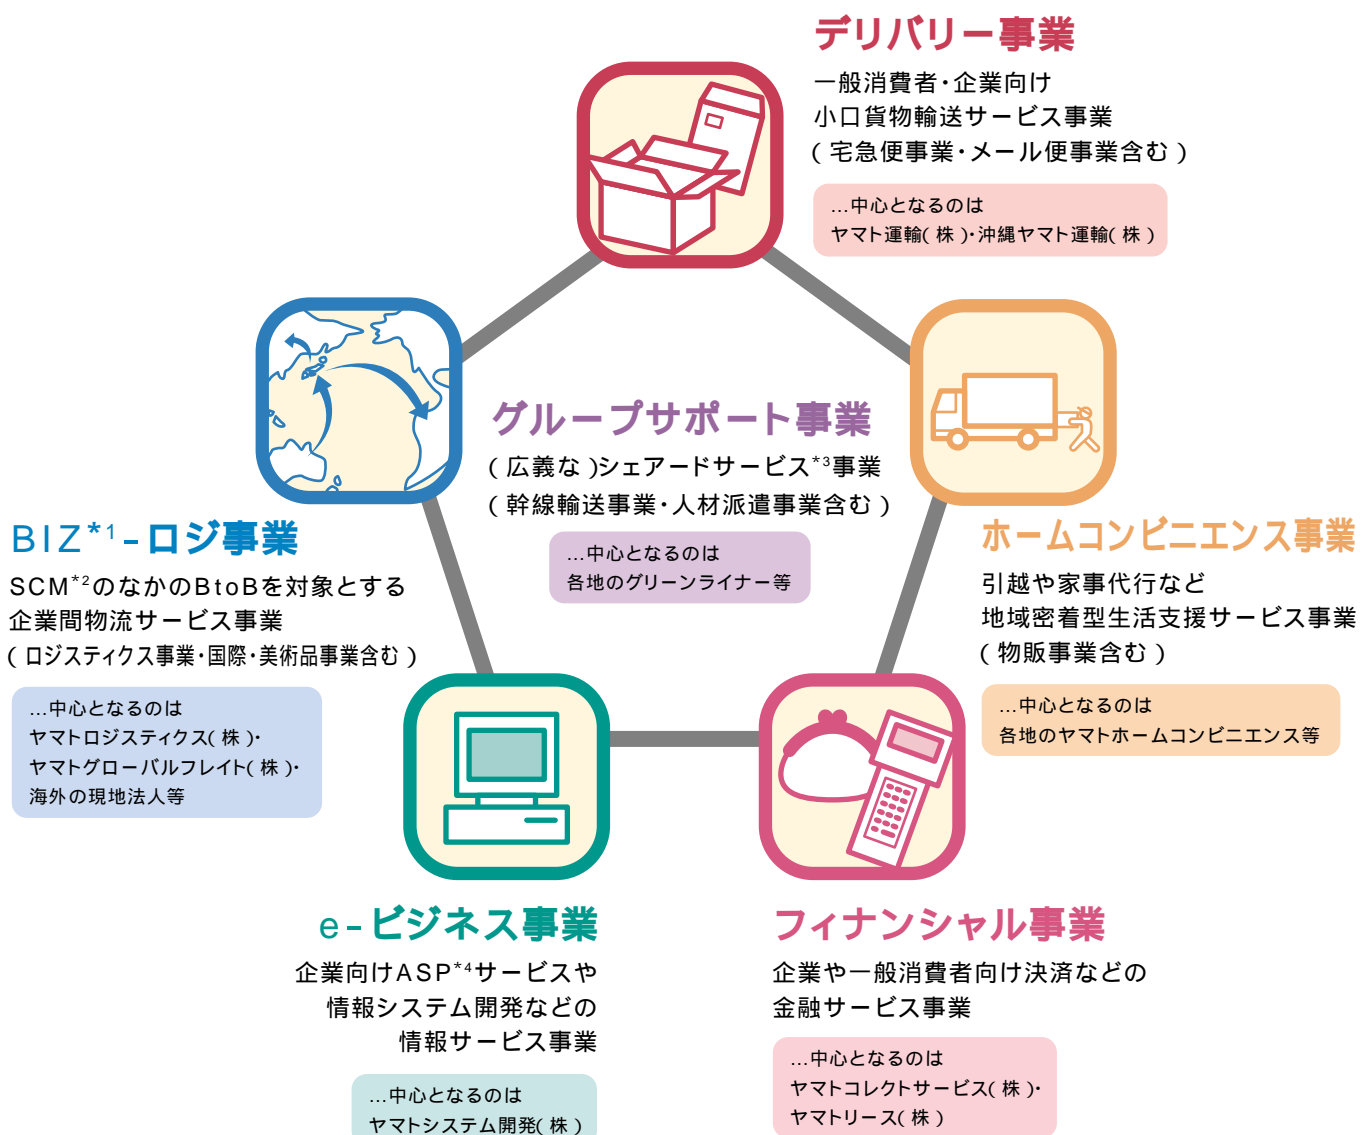 デリバリー事業
一般消費者・企業向け
小口貨物輸送サービス事業
(宅急便事業・メール便事業含む)
…中心となるのは
ヤマト運輸(株)・沖縄ヤマト運輸(株)
グループサポート事業
(広義な)シェアードサービス*3事業
(幹線輸送事業・人材派遣事業含む)
…中心となるのは
各地のグリーンライナー等
BIZ*1-ロジ事業
SCM*2のなかのBtoBを対象とする
企業間物流サービス事業
(ロジスティクス事業・国際・美術品事業含む)
…中心となるのは
ヤマトロジスティクス(株)・
ヤマトグローバルフレイト(株)・
海外の現地法人等
ホームコンビニエンス事業
引越や家事代行など
地域密着型生活支援サービス事業
(物販事業含む)
…中心となるのは
各地のヤマトホームコンビニエンス等
e-ビジネス事業
企業向けASP*4サービスや
情報システム開発などの
情報サービス事業
…中心となるのは
ヤマトシステム開発(株)
フィナンシャル事業
企業や一般消費者向け決済などの
金融サービス事業
…中心となるのは
ヤマトコレクトサービス(株)・
ヤマトリース(株)